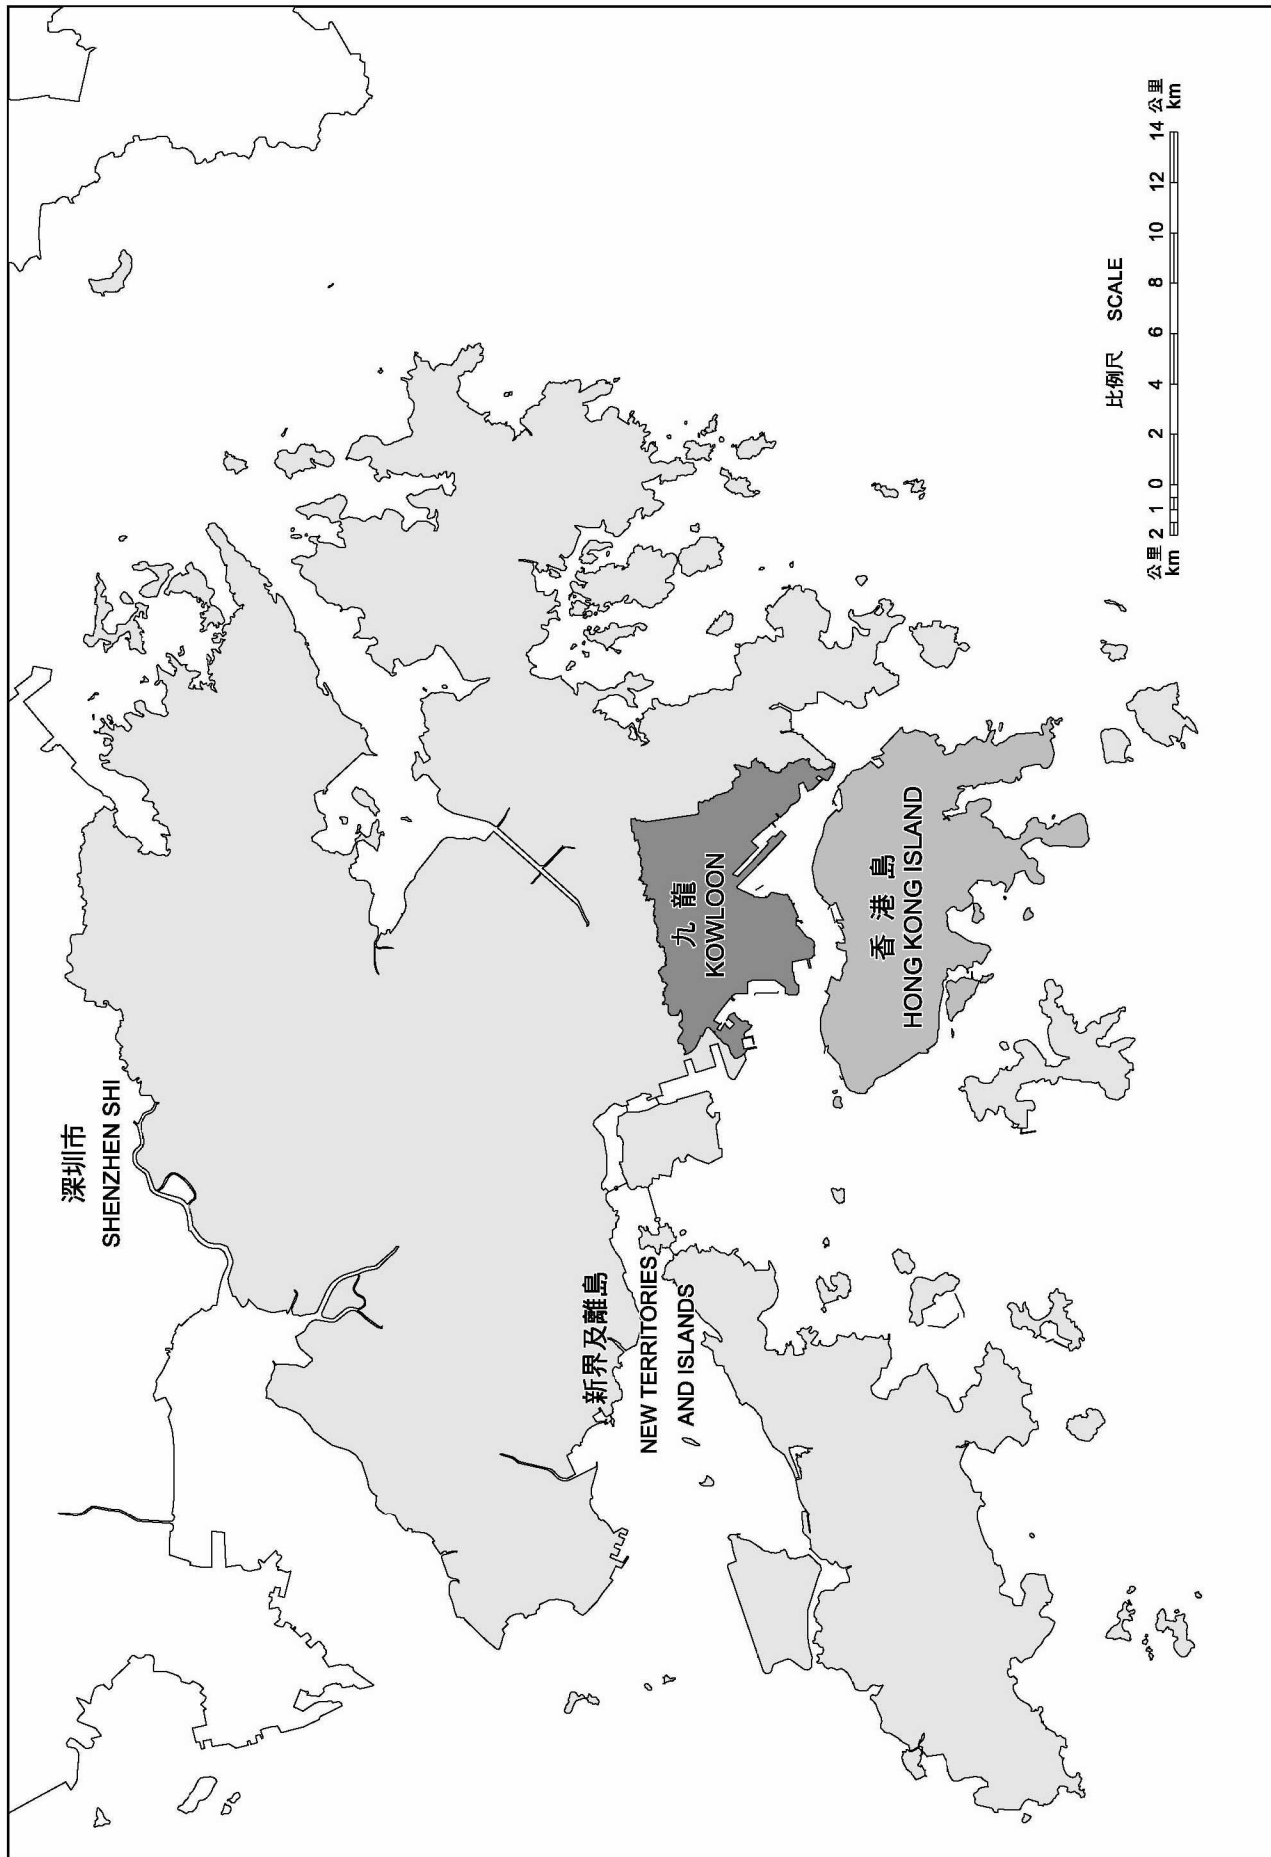 深圳市
SHENZHEN SHI
新界及離島
NEW TERRITORIES
AND ISLANDS
九龍
KOWLOON
香港島
HONG KONG ISLAND
比例尺 SCALE
公里 2 1 0 2 4 6 8 10 12 14 公里
km km